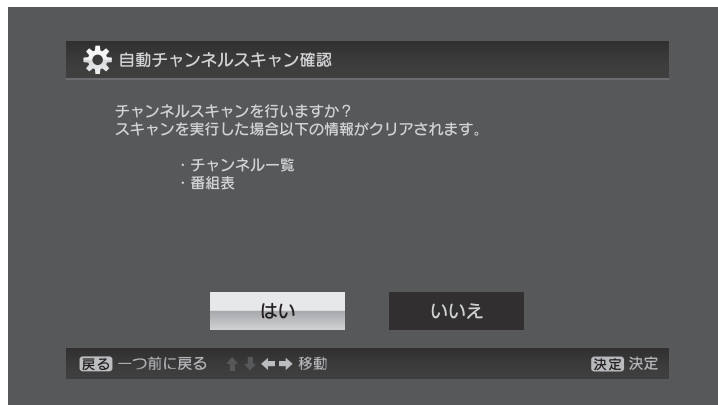 自動チャンネルスキャン確認
チャンネルスキャンを行いますか？
スキャンを実行した場合以下の情報がクリアされます。
・チャンネル一覧
・番組表
はい いいえ
戻る 一つ前に戻る ⬆⬇⬅➡ 移動 決定 決定